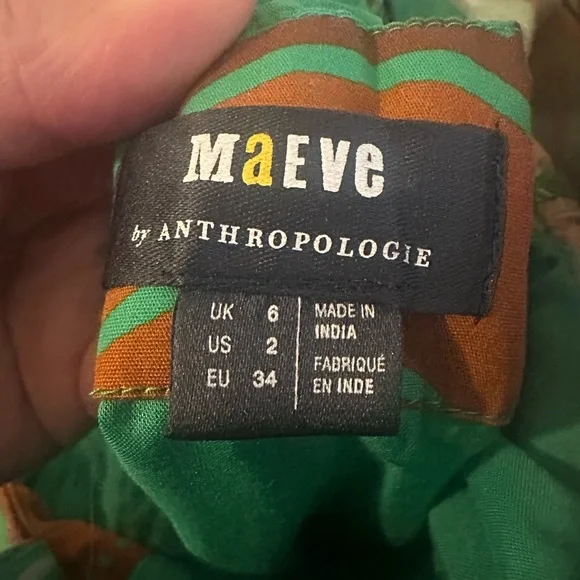 MaEVe
by ANTHROPOLOGIE
UK 6
US 2
EU 34
MADE IN
INDIA
FABRIQUÉ
EN INDE